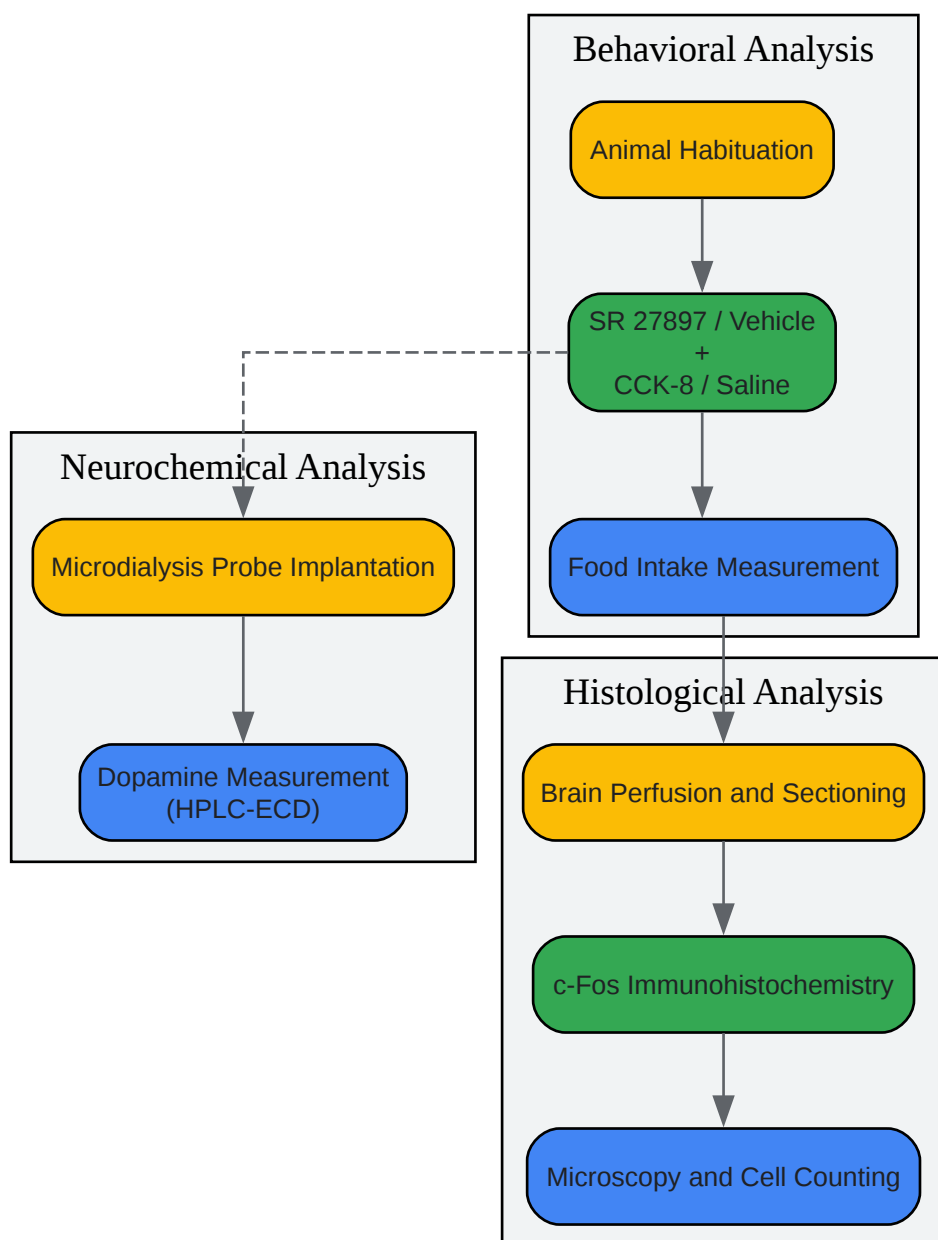 Behavioral Analysis
Animal Habituation
SR 27897 / Vehicle
+
CCK-8 / Saline
Food Intake Measurement
Neurochemical Analysis
Microdialysis Probe Implantation
Dopamine Measurement
(HPLC-ECD)
Histological Analysis
Brain Perfusion and Sectioning
c-Fos Immunohistochemistry
Microscopy and Cell Counting